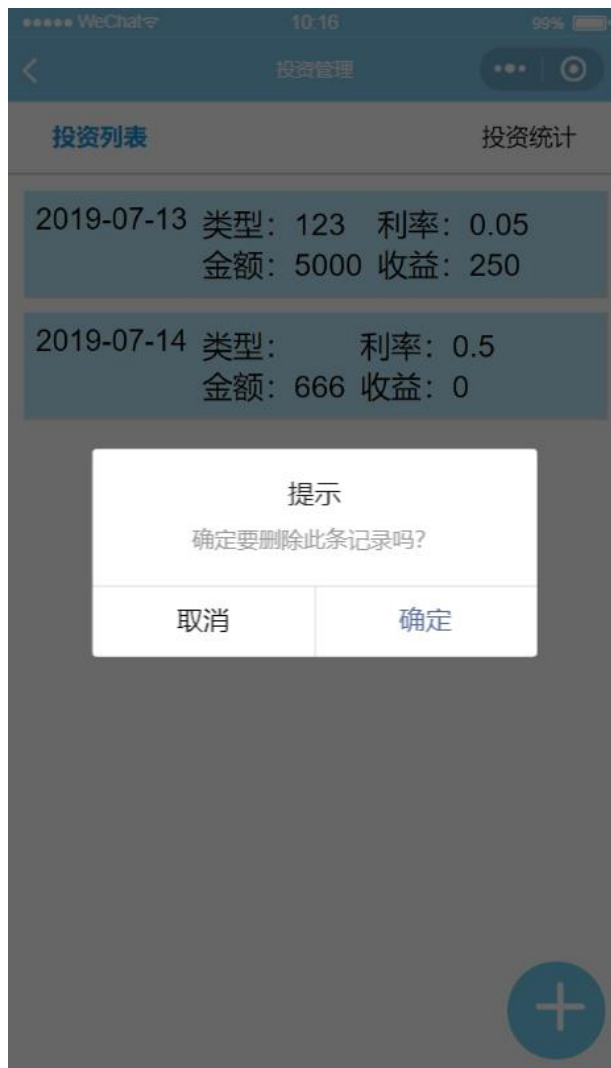 WeChat 10:16 99%
投资管理
投资列表 投资统计
2019-07-13 类型：123 利率：0.05
金额：5000 收益：250
2019-07-14 类型： 利率：0.5
金额：666 收益：0
提示
确定要删除此条记录吗?
取消 确定